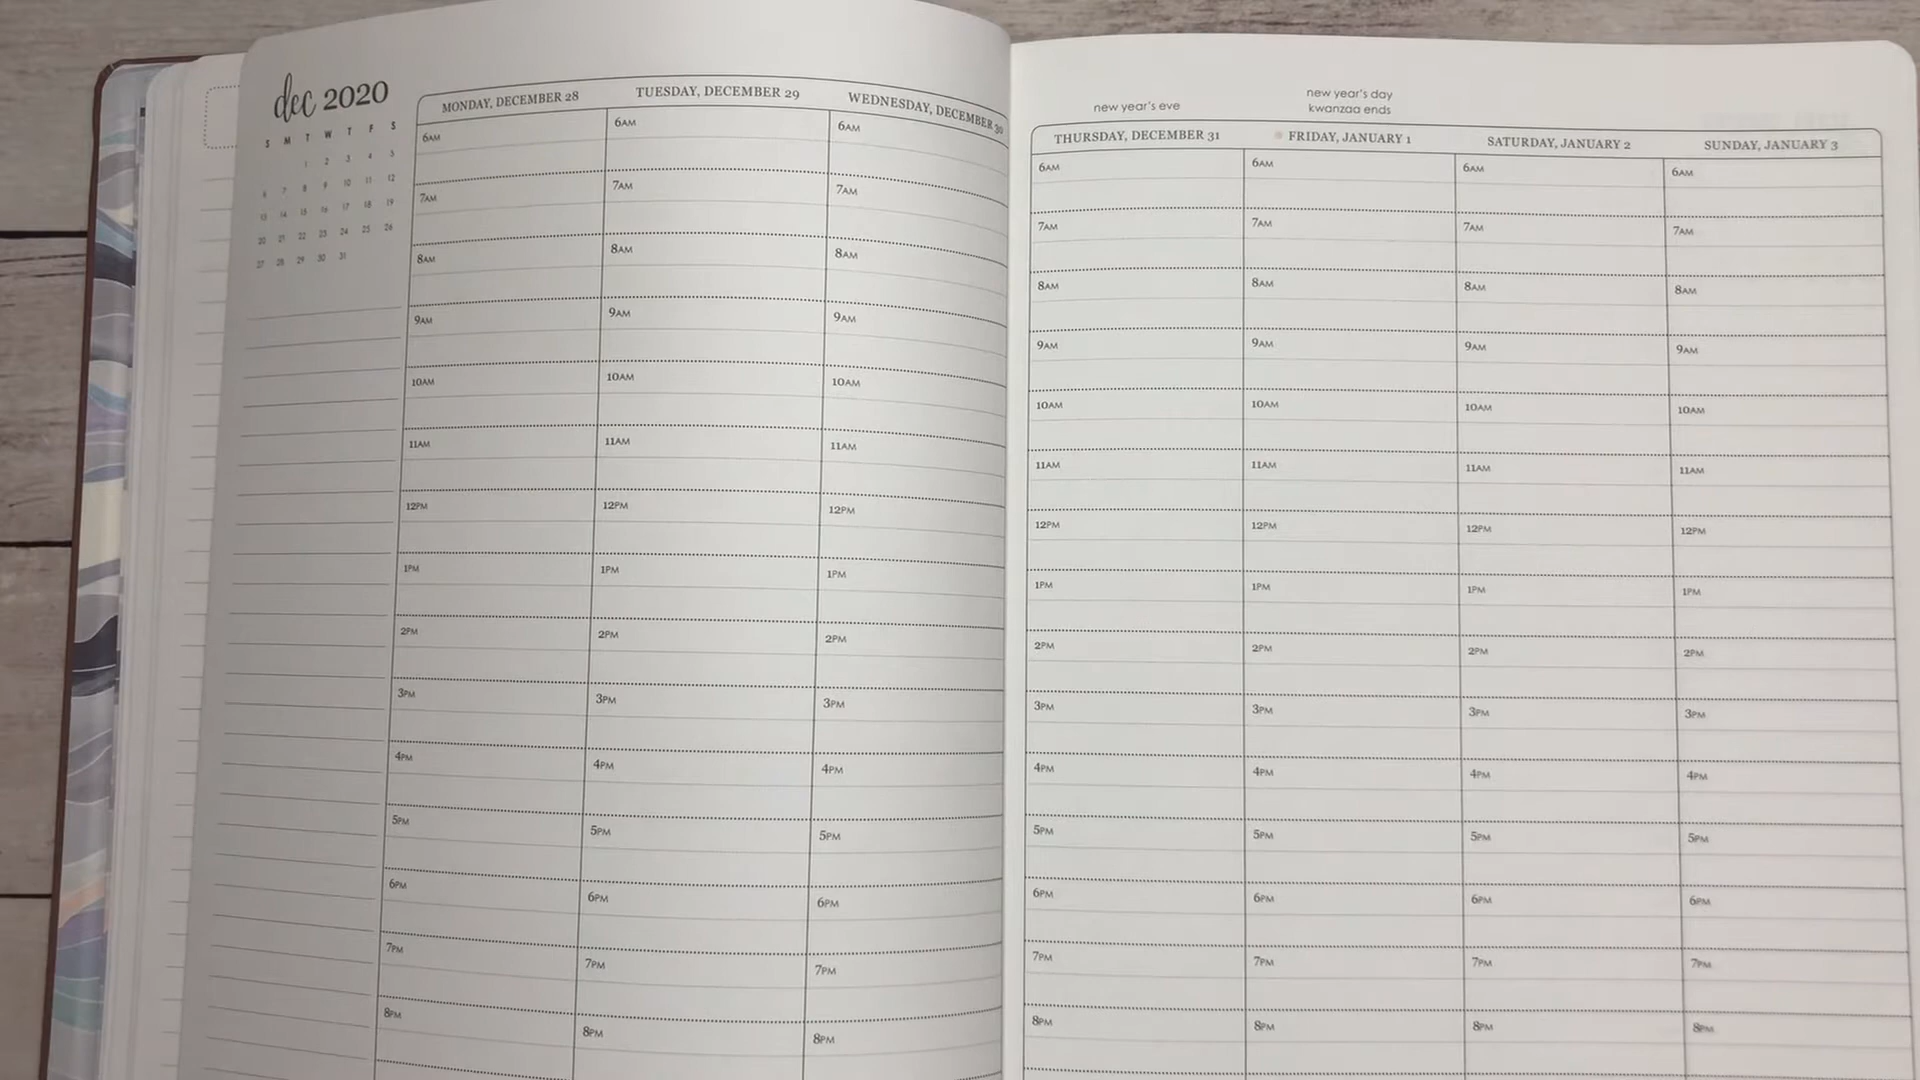 dec 2020
S M T W T F S
1 2 3 4 5
6 7 8 9 10 11 12
13 14 15 16 17 18 19
20 21 22 23 24 25 26
27 28 29 30 31
MONDAY, DECEMBER 28
6AM
7AM
8AM
9AM
10AM
11AM
12PM
1PM
2PM
3PM
4PM
5PM
6PM
7PM
8PM
TUESDAY, DECEMBER 29
6AM
7AM
8AM
9AM
10AM
11AM
12PM
1PM
2PM
3PM
4PM
5PM
6PM
7PM
8PM
WEDNESDAY, DECEMBER 30
6AM
7AM
8AM
9AM
10AM
11AM
12PM
1PM
2PM
3PM
4PM
5PM
6PM
7PM
8PM
new year's eve
THURSDAY, DECEMBER 31
6AM
7AM
8AM
9AM
10AM
11AM
12PM
1PM
2PM
3PM
4PM
5PM
6PM
7PM
8PM
new year's day
kwanzaa ends
FRIDAY, JANUARY 1
6AM
7AM
8AM
9AM
10AM
11AM
12PM
1PM
2PM
3PM
4PM
5PM
6PM
7PM
8PM
SATURDAY, JANUARY 2
6AM
7AM
8AM
9AM
10AM
11AM
12PM
1PM
2PM
3PM
4PM
5PM
6PM
7PM
8PM
SUNDAY, JANUARY 3
6AM
7AM
8AM
9AM
10AM
11AM
12PM
1PM
2PM
3PM
4PM
5PM
6PM
7PM
8PM